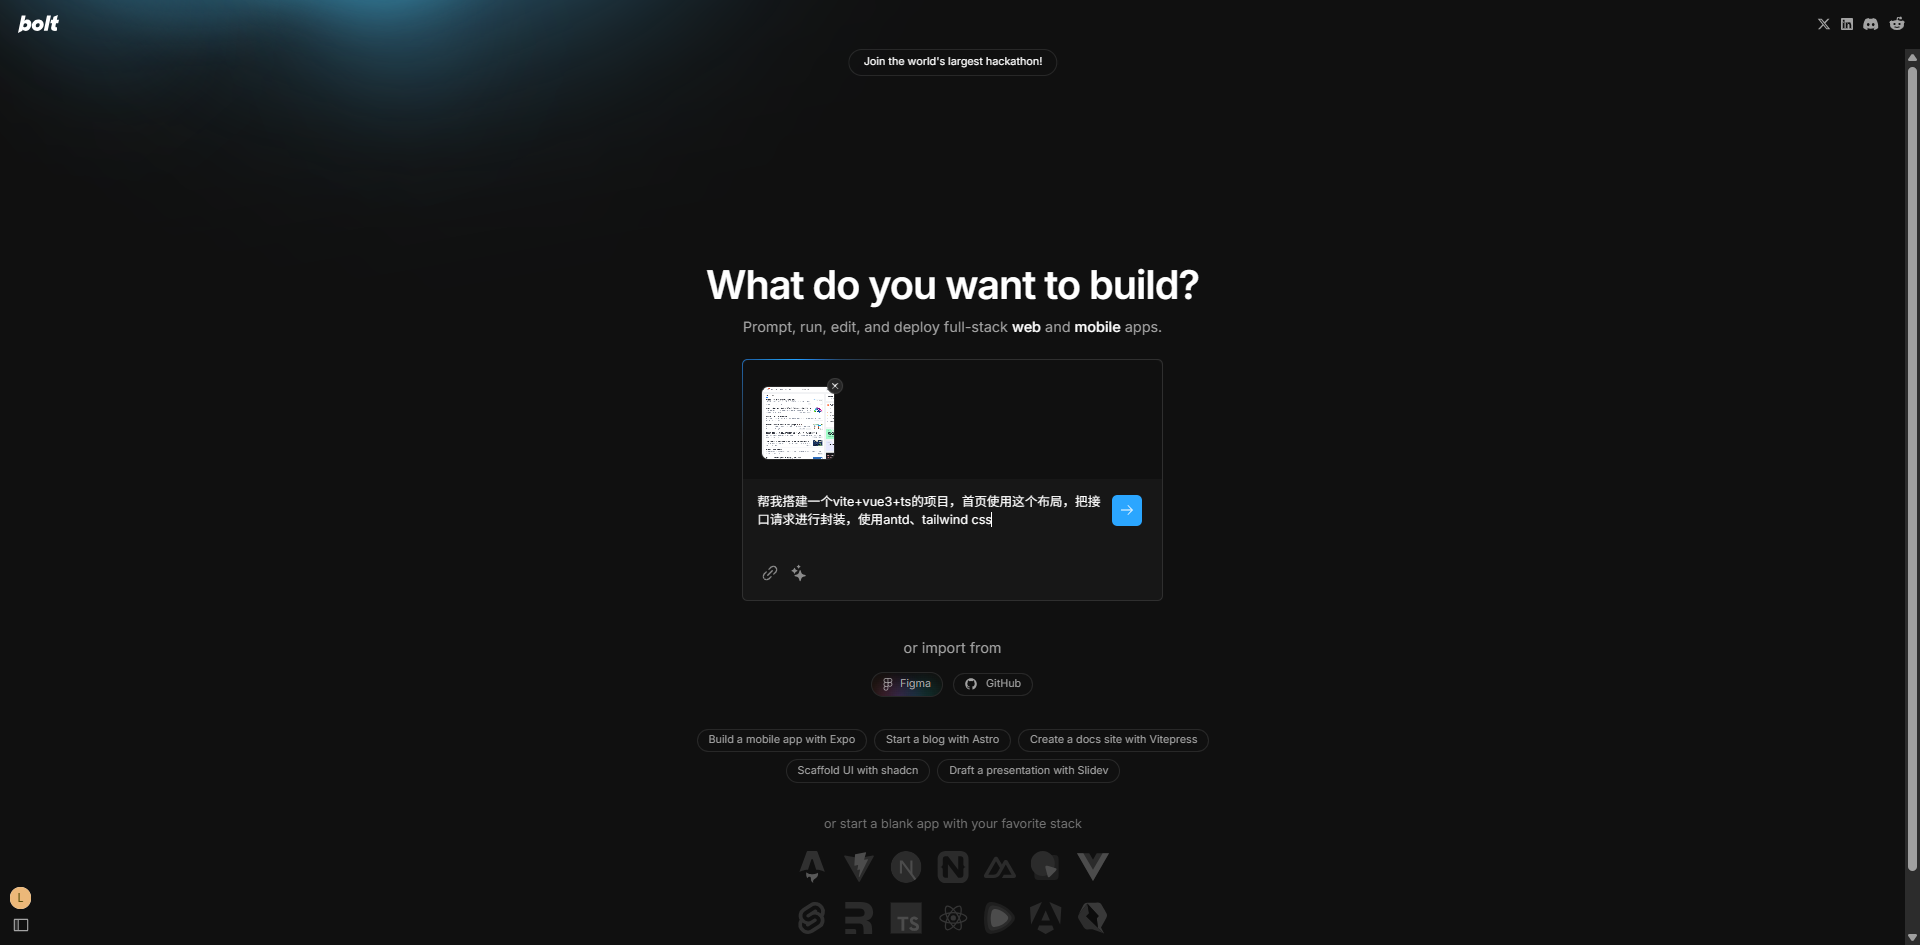 bolt
Join the world's largest hackathon!
What do you want to build?
Prompt, run, edit, and deploy full-stack web and mobile apps.
帮我搭建一个vite+vue3+ts的项目，首页使用这个布局，把接
口请求进行封装，使用antd、tailwind css
or import from
Figma
GitHub
Build a mobile app with Expo
Start a blog with Astro
Create a docs site with Vitepress
Scaffold UI with shadcn
Draft a presentation with Slidev
or start a blank app with your favorite stack
L
TS